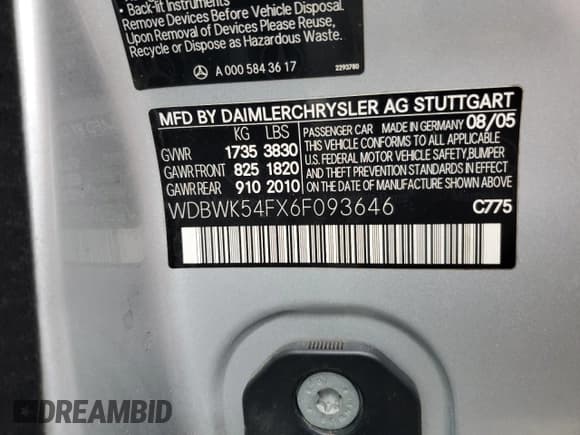 • Back-lit Instruments
Remove Devices Before Vehicle Disposal.
Upon Removal of Devices Please Reuse,
Recycle or Dispose as Hazardous Waste.
A 000 584 36 17 2293780
MFD BY DAIMLERCHRYSLER AG STUTTGART
KG LBS
GVWR 1735 3830
GAWR FRONT 825 1820
GAWR REAR 910 2010
PASSENGER CAR MADE IN GERMANY 08/05
THIS VEHICLE CONFORMS TO ALL APPLICABLE
U.S. FEDERAL MOTOR VEHICLE SAFETY, BUMPER
AND THEFT PREVENTION STANDARDS IN EFFECT
ON THE DATE OF MANUFACTURE SHOWN ABOVE.
WDBWK54FX6F093646 C775
DREAMBID